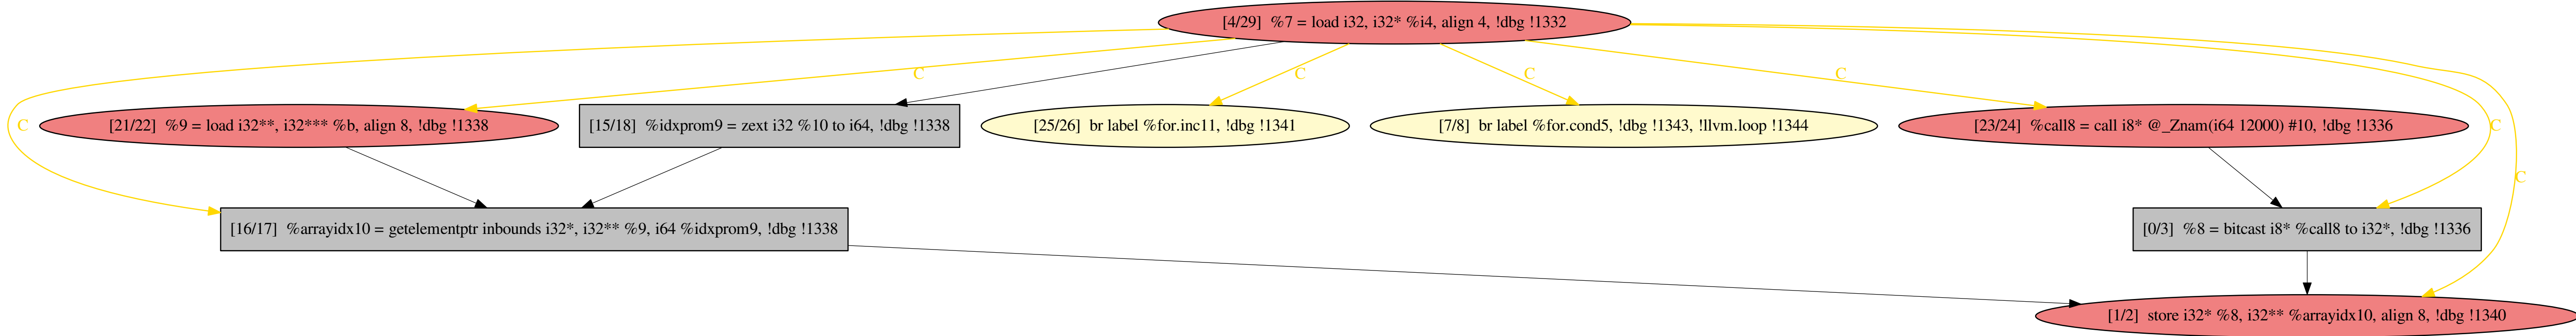 [4/29]  %7 = load i32, i32* %i4, align 4, !dbg !1332
C
C
C
C
[21/22]  %9 = load i32**, i32*** %b, align 8, !dbg !1338
[15/18]  %idxprom9 = zext i32 %10 to i64, !dbg !1338
[25/26]  br label %for.inc11, !dbg !1341
[7/8]  br label %for.cond5, !dbg !1343, !llvm.loop !1344
[23/24]  %call8 = call i8* @_Znam(i64 12000) #10, !dbg !1336
C
C
C
[16/17]  %arrayidx10 = getelementptr inbounds i32*, i32** %9, i64 %idxprom9, !dbg !1338
[0/3]  %8 = bitcast i8* %call8 to i32*, !dbg !1336
[1/2]  store i32* %8, i32** %arrayidx10, align 8, !dbg !1340